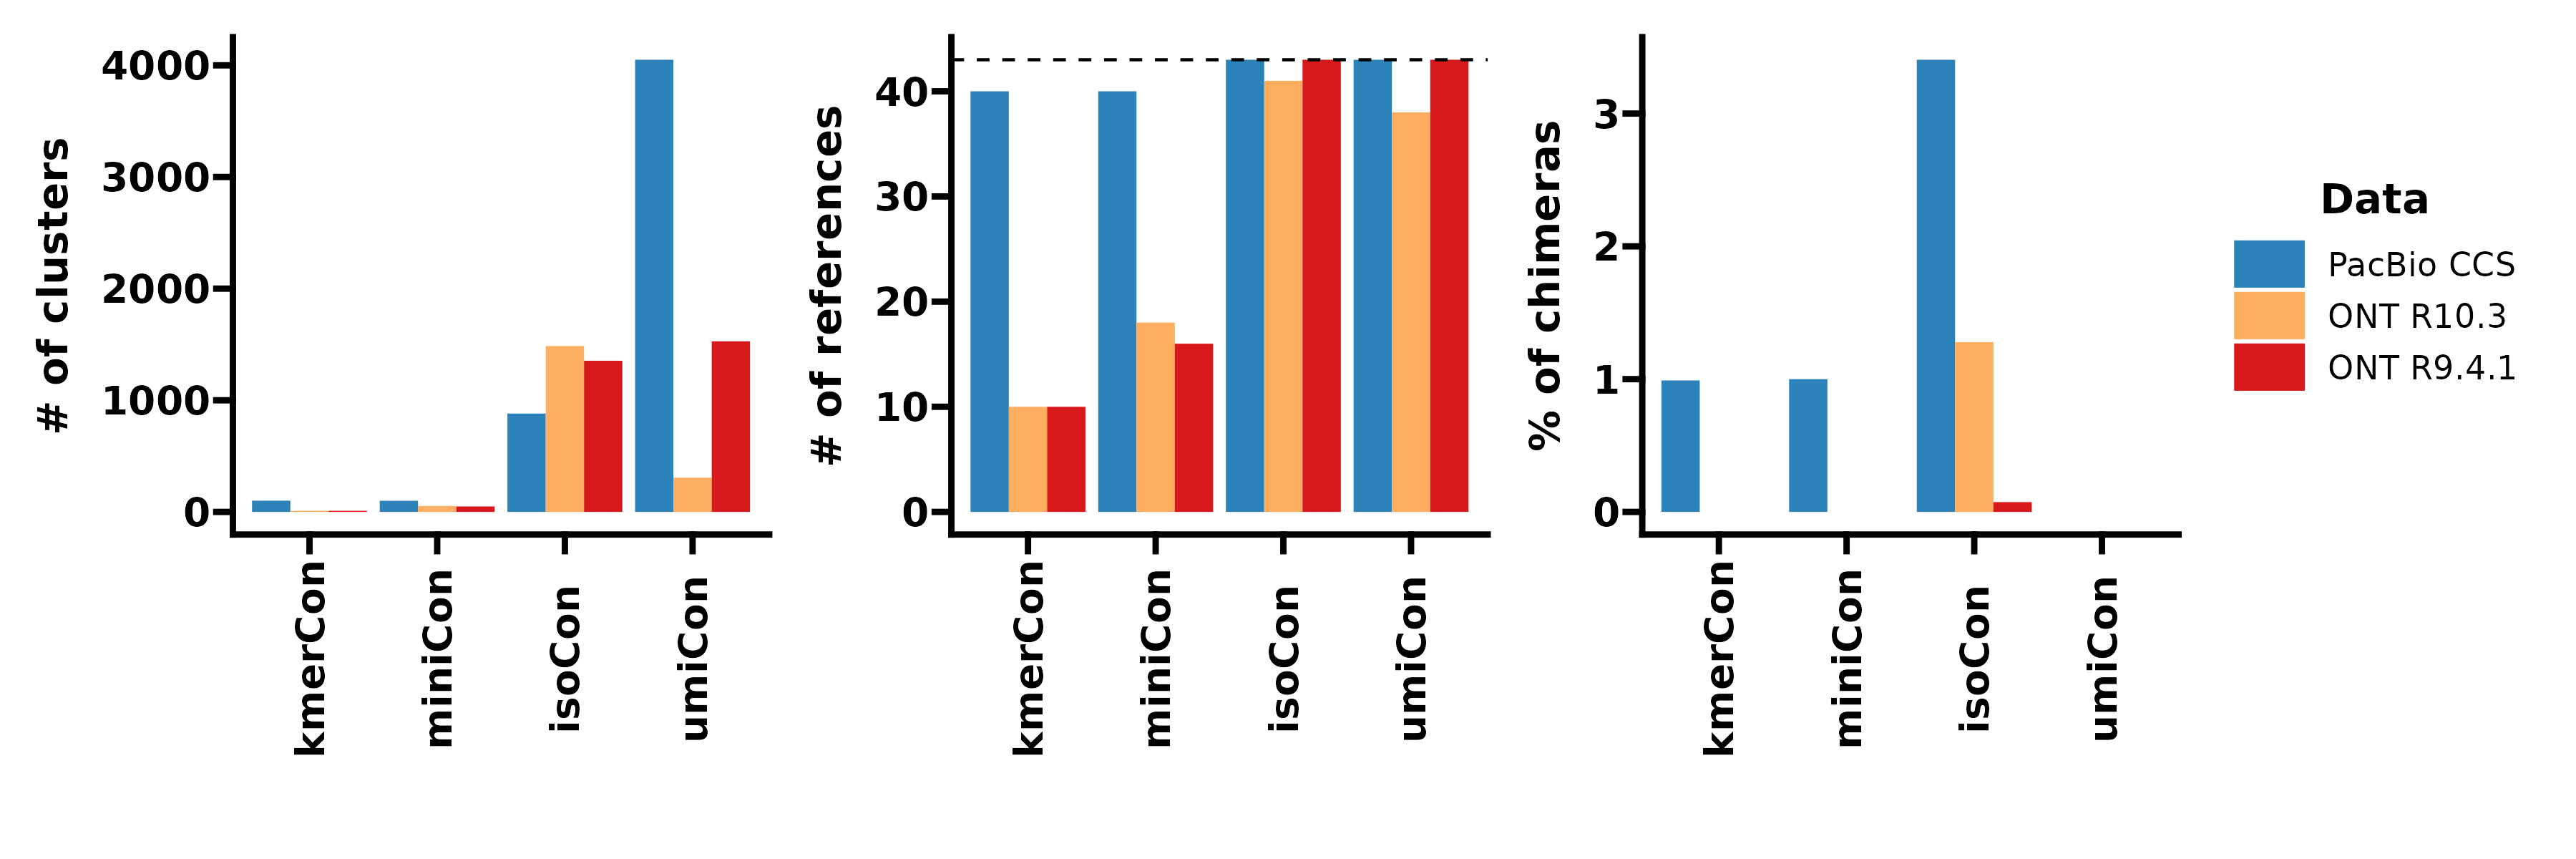 # of clusters
4000
3000
2000
1000
0
kmerCon
miniCon
isoCon
umiCon
# of references
40
30
20
10
0
kmerCon
miniCon
isoCon
umiCon
% of chimeras
3
2
1
0
kmerCon
miniCon
isoCon
umiCon
Data
PacBio CCS
ONT R10.3
ONT R9.4.1